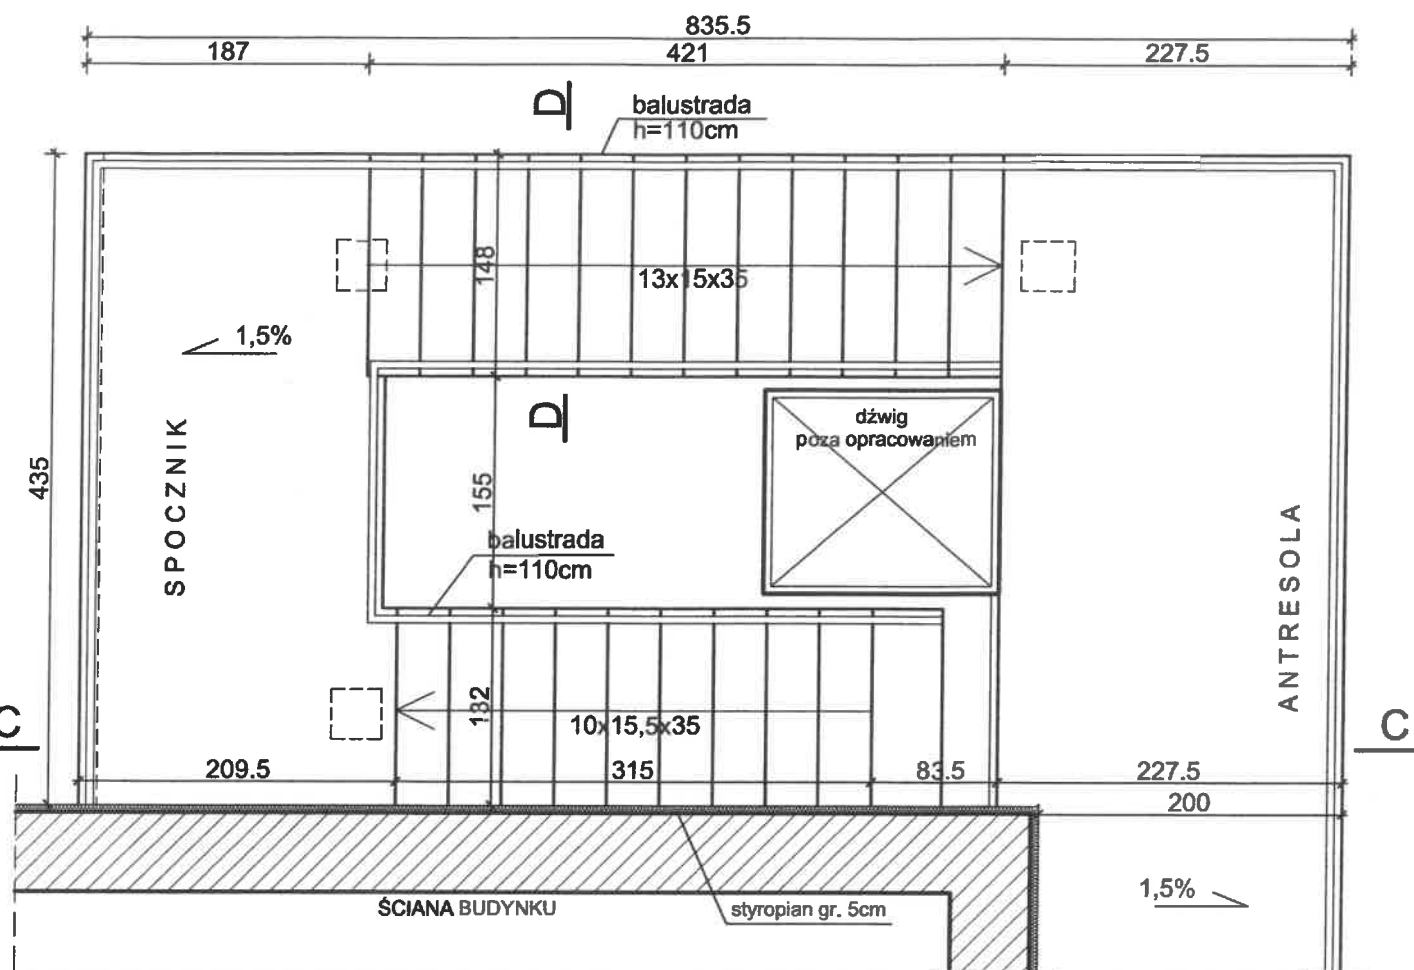 835.5
187
421
227.5
D
balustrada
h=110cm
148
13x15x35
1,5%
435
SPOCZNIK
D
dźwig
poza opracowaniem
155
balustrada
h=110cm
ANTRESOLA
132
10x15,5x35
C
C
209.5
315
83.5
227.5
200
ŚCIANA BUDYNKU
styropian gr. 5cm
1,5%